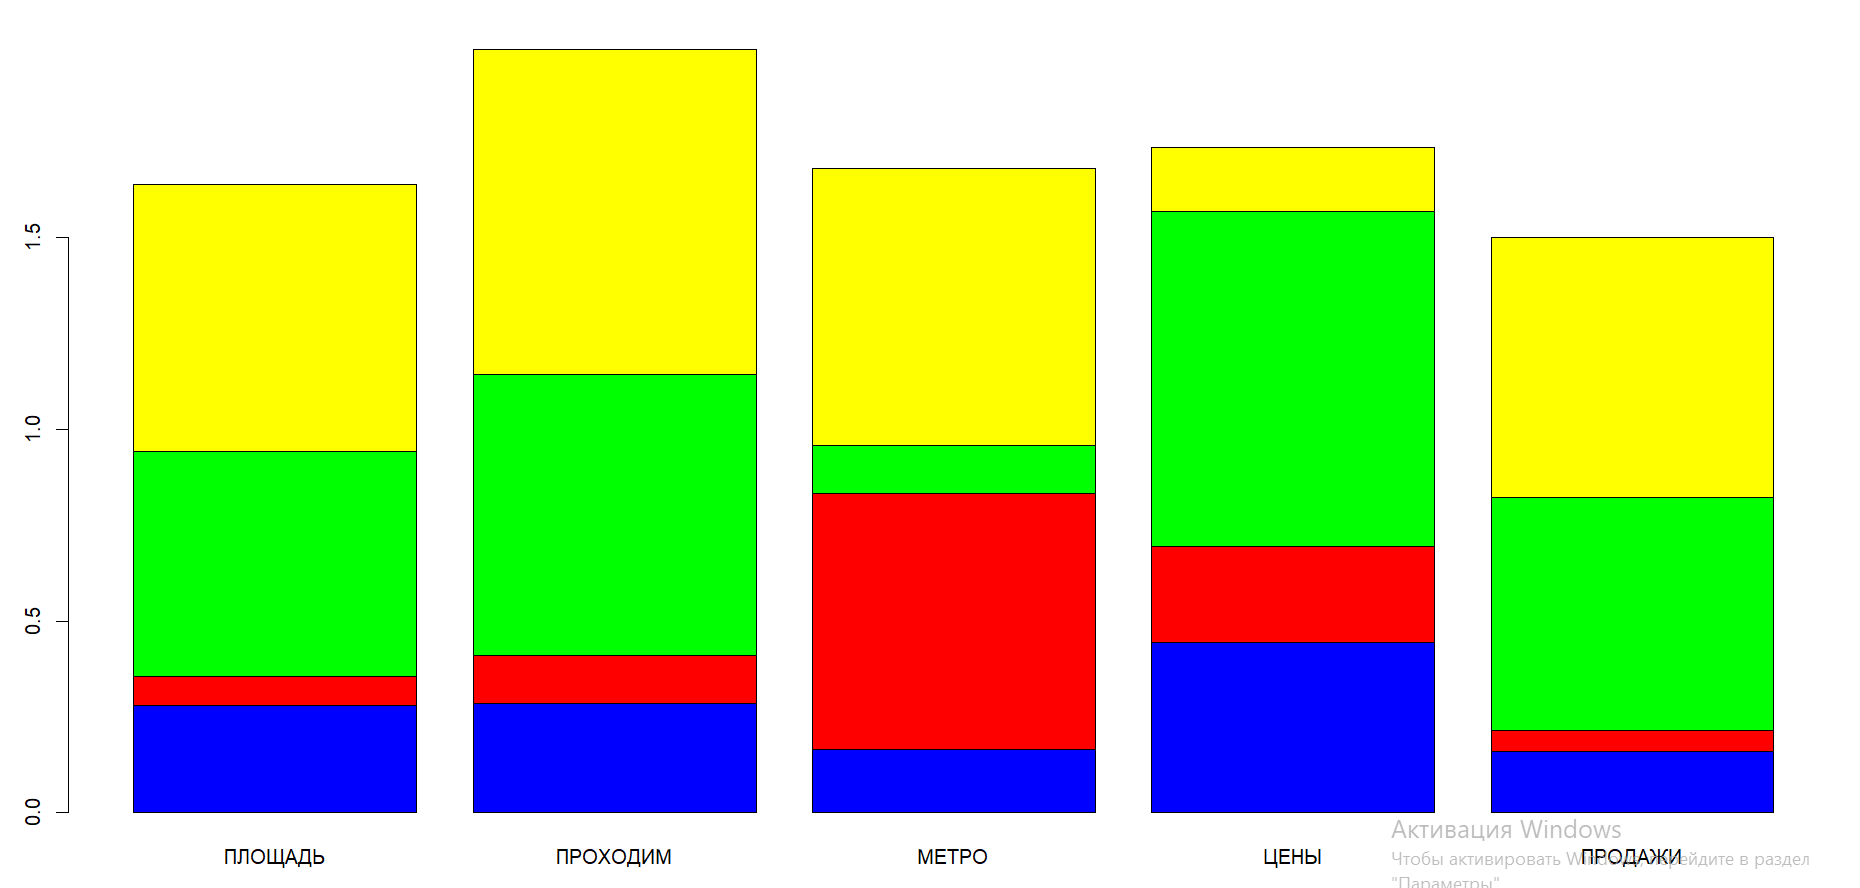 1.5
1.0
0.5
0.0
ПЛОЩАДЬ
ПРОХОДИМ
МЕТРО
ЦЕНЫ
ПРОДАЖИ
Активация Windows
Чтобы активировать Windows, перейдите в раздел
"Параметры"